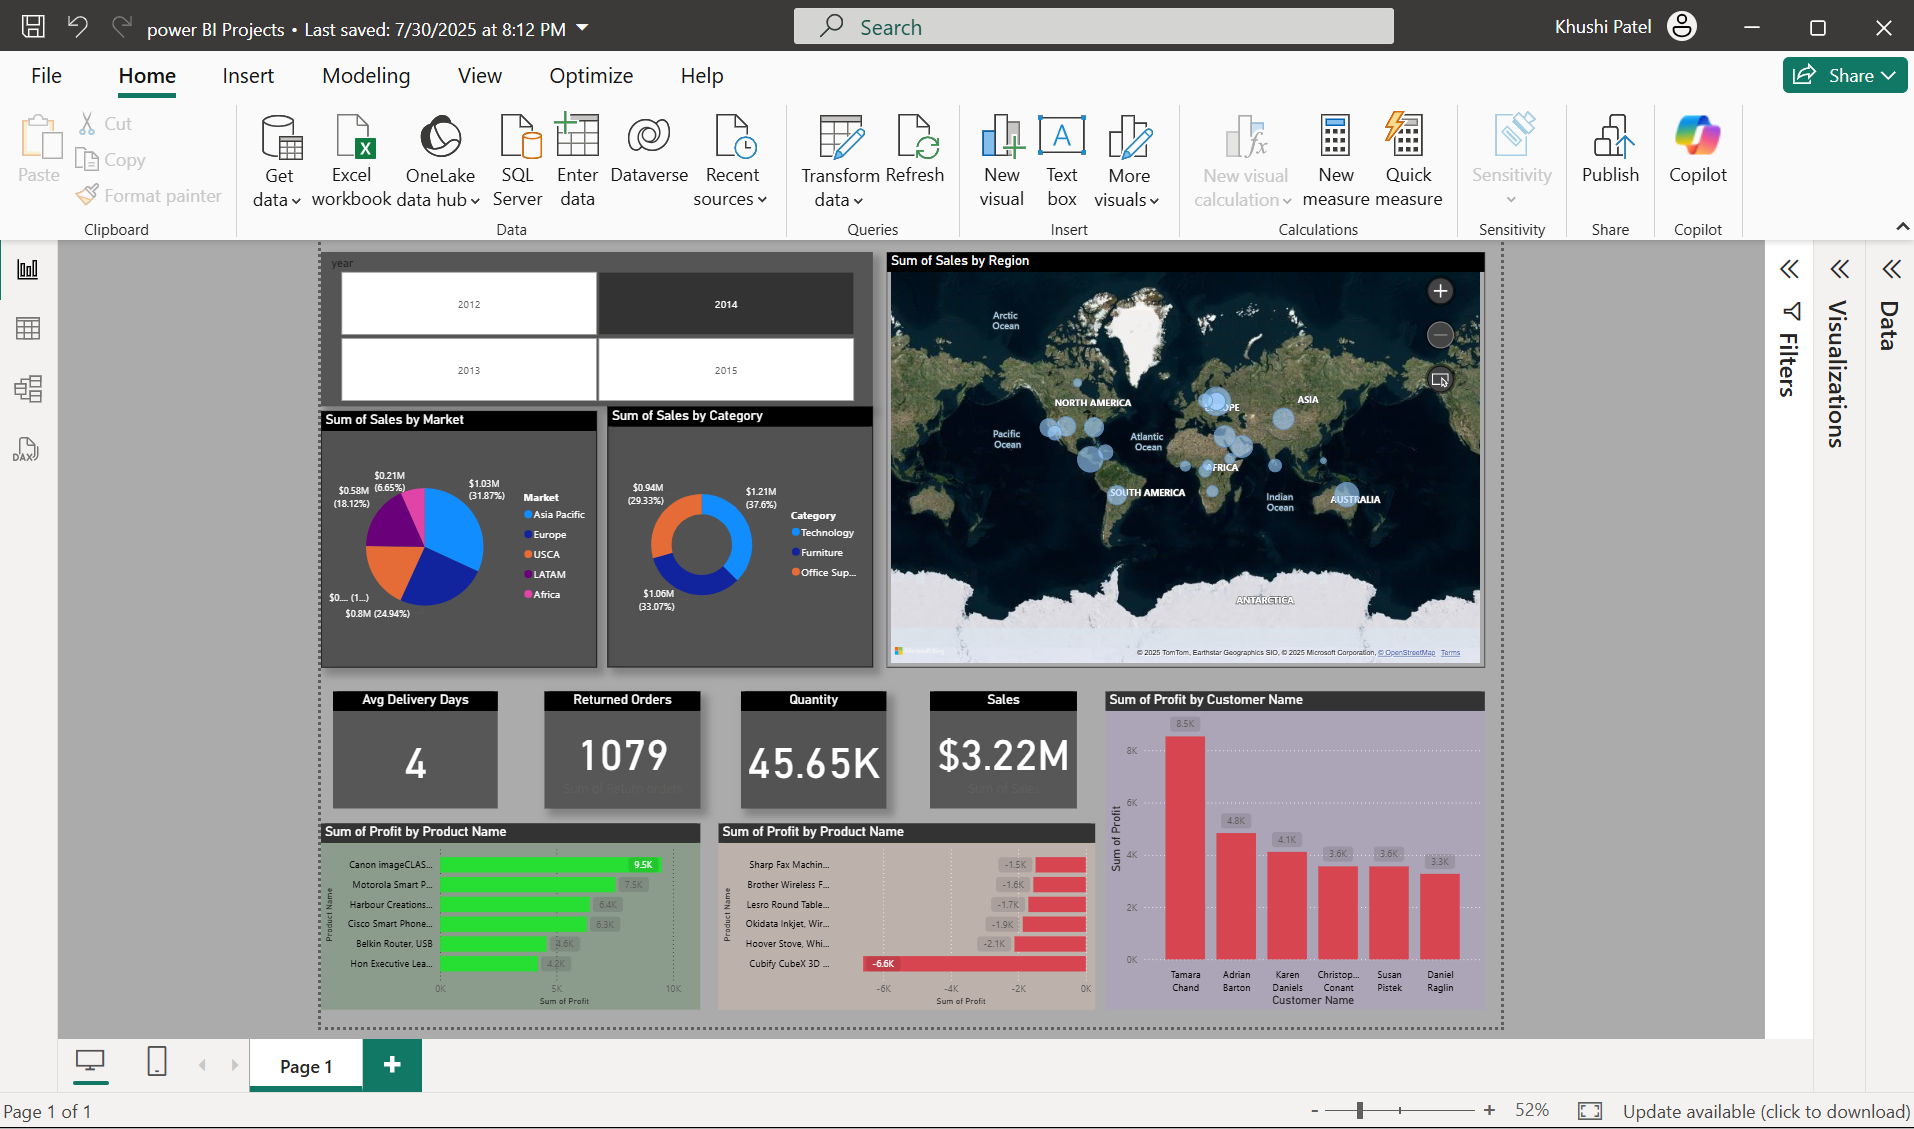 power BI Projects • Last saved: 7/30/2025 at 8:12 PM
Search
Khushi Patel
File Home Insert Modeling View Optimize Help
Share
Paste
Cut
Copy
Format painter
Clipboard
Get data
Excel workbook
OneLake data hub
SQL Server
Enter data
Dataverse
Recent sources
Data
Transform data
Refresh
Queries
New visual
Text box
More visuals
Insert
New visual calculation
New measure
Quick measure
Calculations
Sensitivity
Sensitivity
Publish
Share
Copilot
Copilot
DAX
Filters
Visualizations
Data
year
2012
2014
2013
2015
Sum of Sales by Market
$0.21M
(6.65%)
$0.58M
(18.12%)
$1.03M
(31.87%)
$0.... (1...)
$0.8M (24.94%)
Market
Asia Pacific
Europe
USCA
LATAM
Africa
Sum of Sales by Category
$0.94M
(29.33%)
$1.21M
(37.6%)
$1.06M
(33.07%)
Category
Technology
Furniture
Office Sup...
Sum of Sales by Region
Arctic Ocean
NORTH AMERICA
ASIA
Pacific Ocean
Atlantic Ocean
AFRICA
SOUTH AMERICA
Indian Ocean
AUSTRALIA
ANTARCTICA
© 2025 TomTom, Earthstar Geographics SIO, © 2025 Microsoft Corporation, © OpenStreetMap Terms
Avg Delivery Days
4
Returned Orders
1079
Sum of Return orders
Quantity
45.65K
Sales
$3.22M
Sum of Sales
Sum of Profit by Customer Name
Sum of Profit
8K
6K
4K
2K
0K
8.5K
4.8K
4.1K
3.6K
3.6K
3.3K
Tamara Chand
Adrian Barton
Karen Daniels
Christop... Conant
Susan Pistek
Daniel Raglin
Customer Name
Sum of Profit by Product Name
Product Name
Canon imageCLAS... 9.5K
Motorola Smart P... 7.5K
Harbour Creations... 6.4K
Cisco Smart Phone... 6.3K
Belkin Router, USB 4.6K
Hon Executive Lea... 4.2K
0K 5K 10K
Sum of Profit
Sum of Profit by Product Name
Product Name
Sharp Fax Machin... -1.5K
Brother Wireless F... -1.6K
Lesro Round Table... -1.7K
Okidata Inkjet, Wir... -1.9K
Hoover Stove, Whi... -2.1K
Cubify CubeX 3D ... -6.6K
-6K -4K -2K 0K
Sum of Profit
Page 1
Page 1 of 1
52%
Update available (click to download)